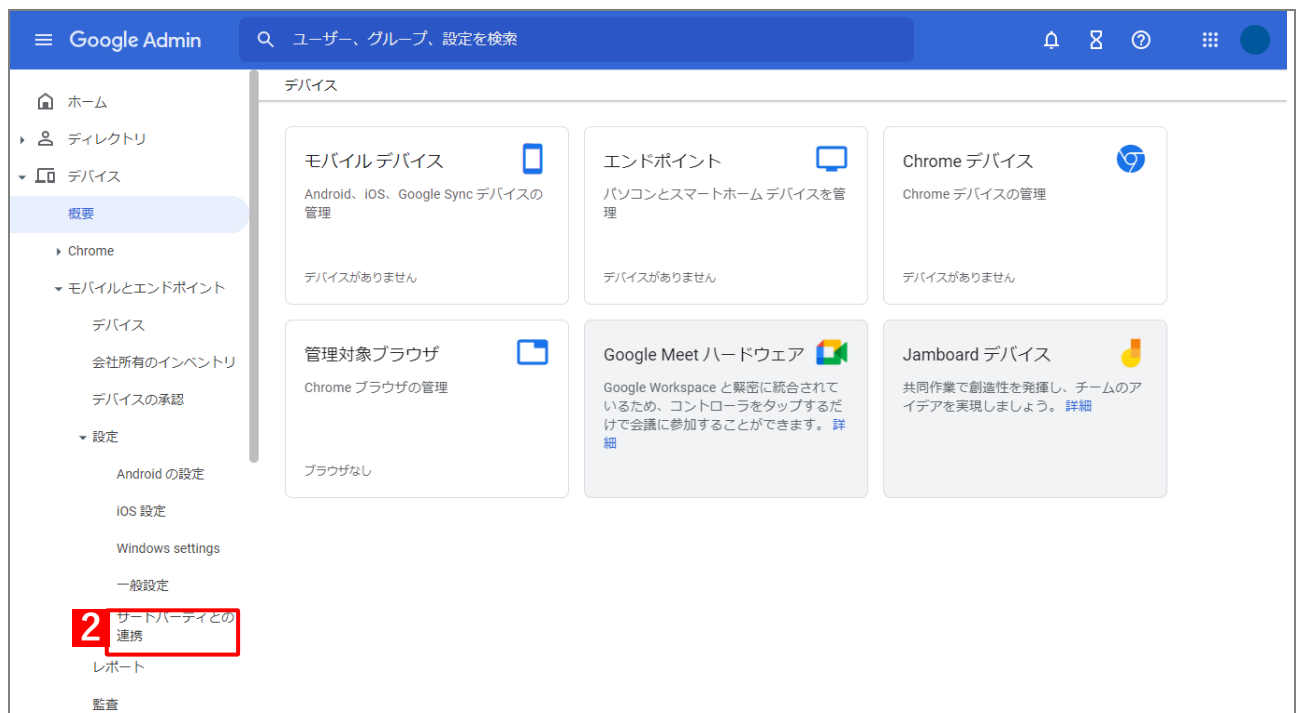 Google Admin
ユーザー、グループ、設定を検索
ホーム
ディレクトリ
デバイス
概要
Chrome
モバイルとエンドポイント
デバイス
会社所有のインベントリ
デバイスの承認
設定
Android の設定
iOS 設定
Windows settings
一般設定
2
サードパーティとの
連携
レポート
監査
デバイス
モバイル デバイス
Android、iOS、Google Sync デバイスの
管理
デバイスがありません
エンドポイント
パソコンとスマートホーム デバイスを管
理
デバイスがありません
Chrome デバイス
Chrome デバイスの管理
デバイスがありません
管理対象ブラウザ
Chrome ブラウザの管理
ブラウザなし
Google Meet ハードウェア
Google Workspace と緊密に統合されて
いるため、コントローラをタップするだ
けで会議に参加することができます。 詳
細
Jamboard デバイス
共同作業で創造性を発揮し、チームのア
イデアを実現しましょう。 詳細